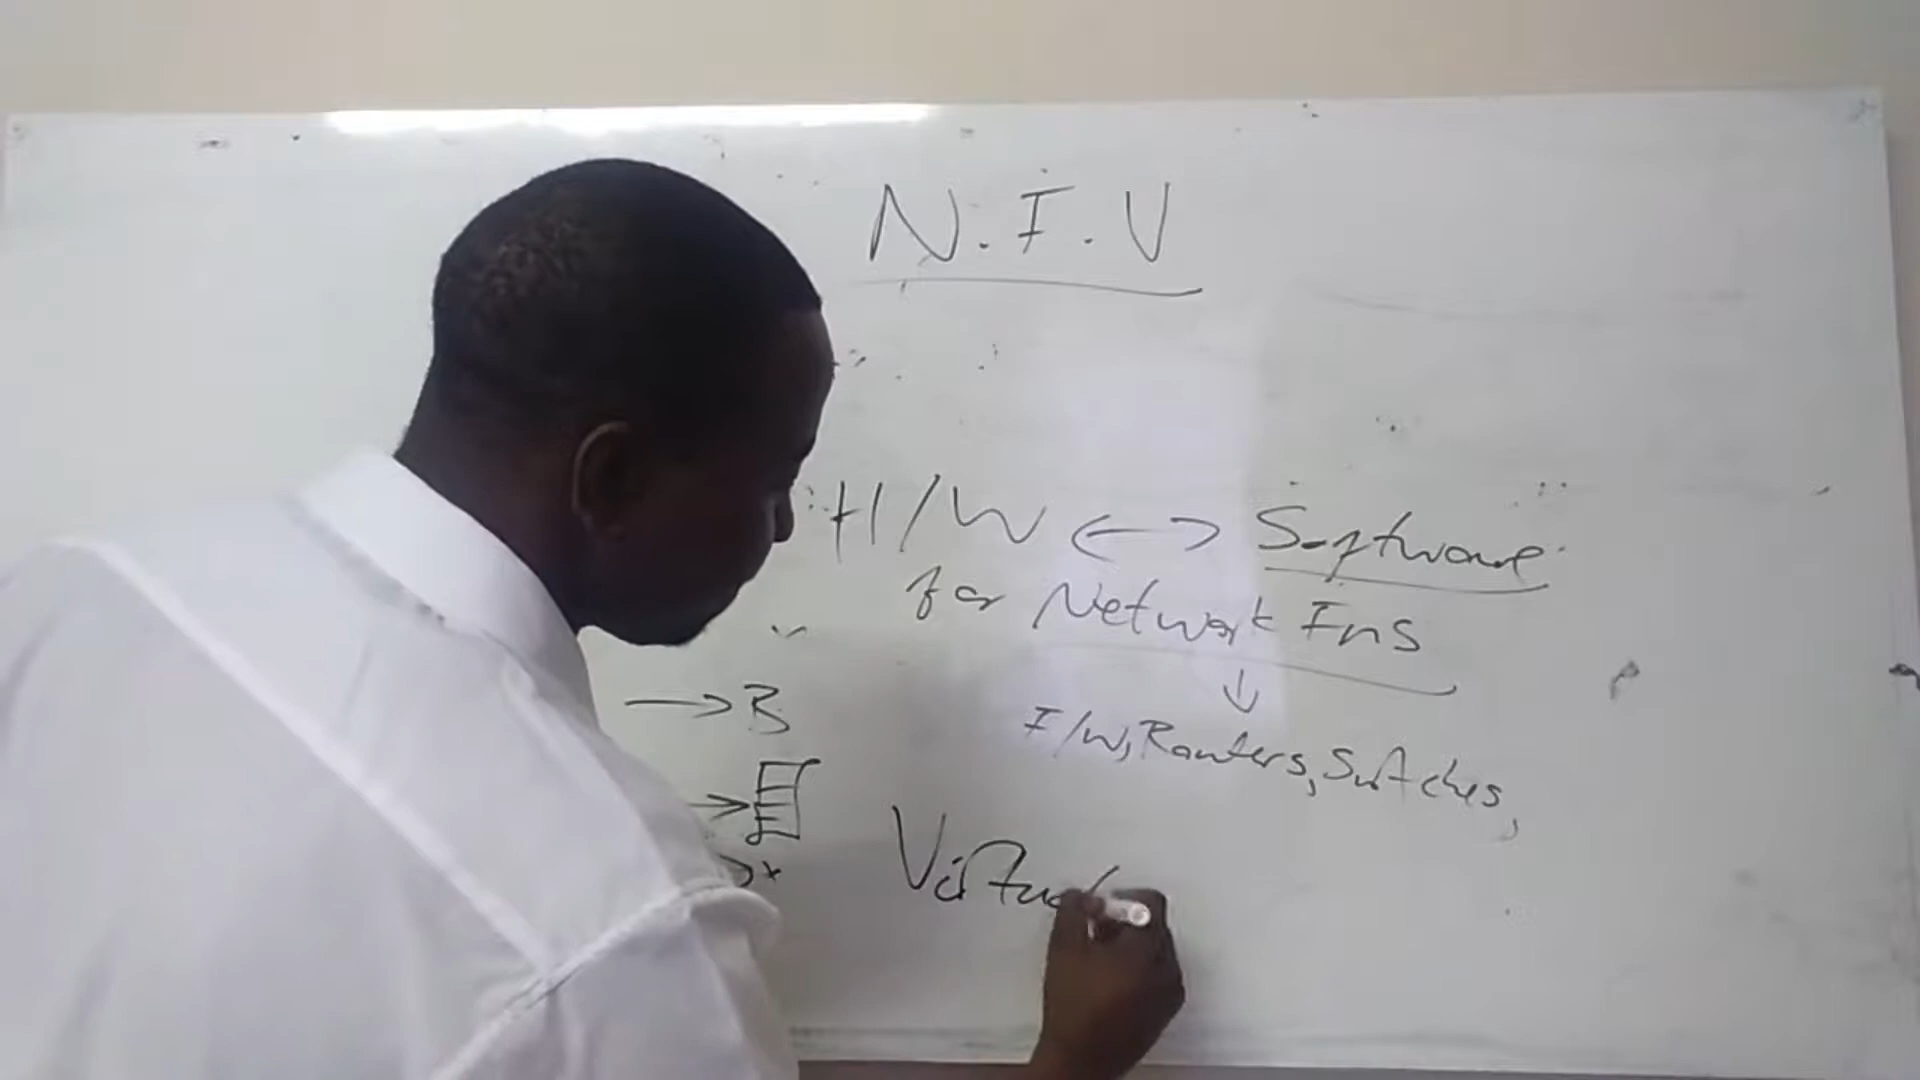 N.F.V
H/W <-> Software
for Network Fns
↓
F/W, Routers, Switches,
→ B
Virtual